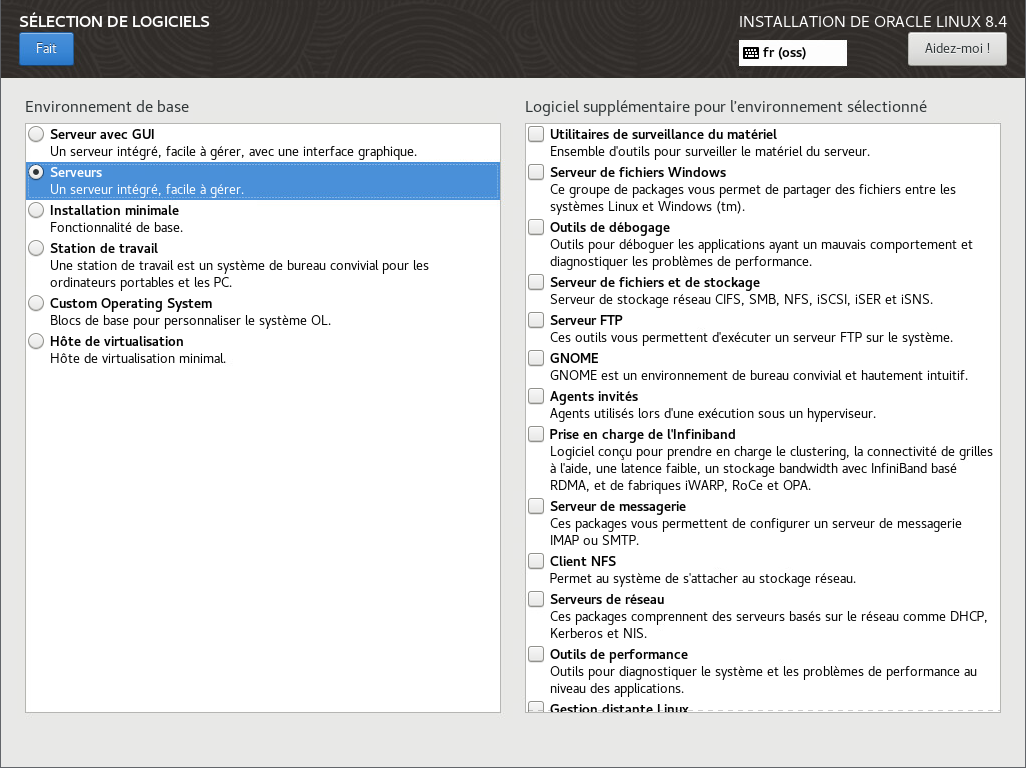 SÉLECTION DE LOGICIELS
INSTALLATION DE ORACLE LINUX 8.4
Fait
fr (oss)
Aidez-moi !
Environnement de base
Serveur avec GUI
Un serveur intégré, facile à gérer, avec une interface graphique.
Serveurs
Un serveur intégré, facile à gérer.
Installation minimale
Fonctionnalité de base.
Station de travail
Une station de travail est un système de bureau convivial pour les
ordinateurs portables et les PC.
Custom Operating System
Blocs de base pour personnaliser le système OL.
Hôte de virtualisation
Hôte de virtualisation minimal.
Logiciel supplémentaire pour l'environnement sélectionné
Utilitaires de surveillance du matériel
Ensemble d'outils pour surveiller le matériel du serveur.
Serveur de fichiers Windows
Ce groupe de packages vous permet de partager des fichiers entre les
systèmes Linux et Windows (tm).
Outils de débogage
Outils pour déboguer les applications ayant un mauvais comportement et
diagnostiquer les problèmes de performance.
Serveur de fichiers et de stockage
Serveur de stockage réseau CIFS, SMB, NFS, iSCSI, iSER et iSNS.
Serveur FTP
Ces outils vous permettent d'exécuter un serveur FTP sur le système.
GNOME
GNOME est un environnement de bureau convivial et hautement intuitif.
Agents invités
Agents utilisés lors d'une exécution sous un hyperviseur.
Prise en charge de l'Infiniband
Logiciel conçu pour prendre en charge le clustering, la connectivité de grilles
à l'aide, une latence faible, un stockage bandwidth avec InfiniBand basé
RDMA, et de fabriques iWARP, RoCe et OPA.
Serveur de messagerie
Ces packages vous permettent de configurer un serveur de messagerie
IMAP ou SMTP.
Client NFS
Permet au système de s'attacher au stockage réseau.
Serveurs de réseau
Ces packages comprennent des serveurs basés sur le réseau comme DHCP,
Kerberos et NIS.
Outils de performance
Outils pour diagnostiquer le système et les problèmes de performance au
niveau des applications.
Gestion distante Linux